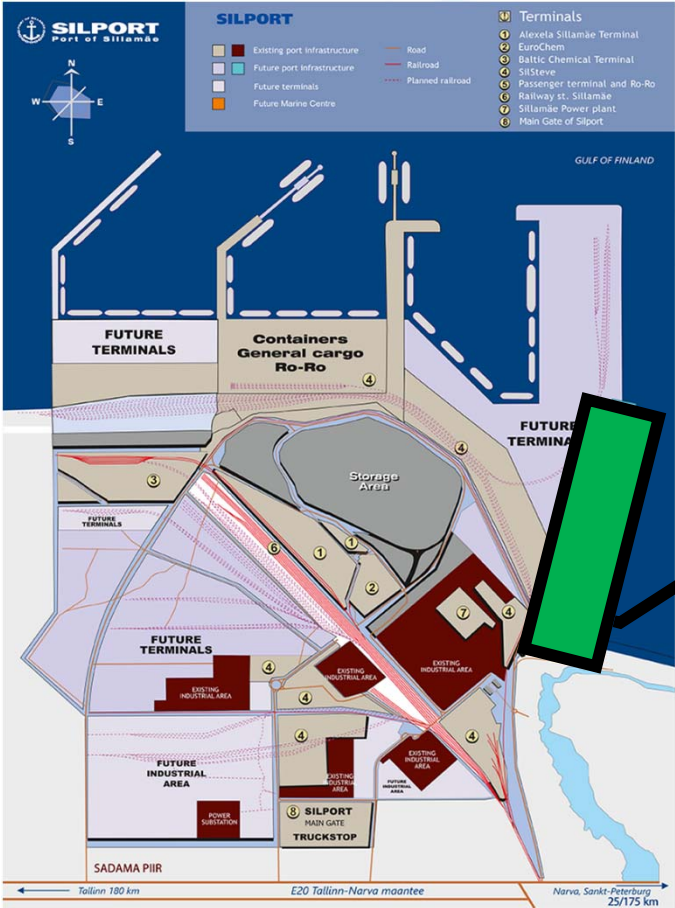 SILPORT
Port of Sillamäe
N
W
E
S
SILPORT
Existing port infrastructure
Future port infrastructure
Future terminals
Future Marine Centre
Road
Railroad
Planned railroad
Terminals
1 Alexela Sillamäe Terminal
2 EuroChem
3 Baltic Chemical Terminal
4 SilSteve
5 Passenger terminal and Ro-Ro
6 Railway st. Sillamäe
7 Sillamäe Power plant
8 Main Gate of Silport
GULF OF FINLAND
FUTURE
TERMINALS
Containers
General cargo
Ro-Ro
4
FUTURE
TERMINA
4
Storage
Area
3
FUTURE
TERMINALS
6
1
1
2
7
4
FUTURE
TERMINALS
4
EXISTING
INDUSTRIAL AREA
EXISTING
INDUSTRIAL AREA
EXISTING
INDUSTRIAL AREA
4
4
4
FUTURE
INDUSTRIAL
AREA
EXISTING
INDUSTRIAL
AREA
EXISTING
INDUSTRIAL
AREA
FUTURE
INDUSTRIAL
AREA
POWER
SUBSTATION
8 SILPORT
MAIN GATE
TRUCKSTOP
SADAMA PIIR
Tallinn 180 km
E20 Tallinn-Narva maantee
Narva, Sankt-Peterburg
25/175 km